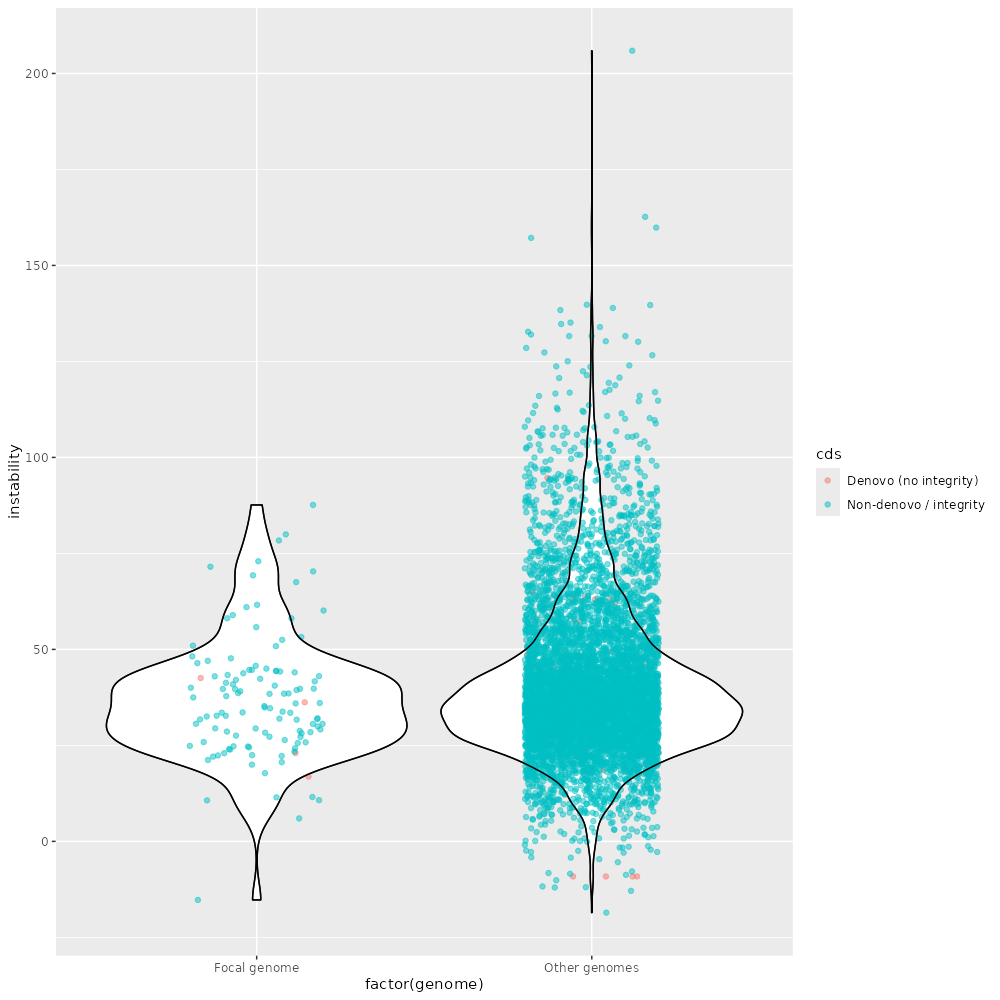 200
150
100
50
0
instability
Focal genome
Other genomes
factor(genome)
cds
Denovo (no integrity)
Non-denovo / integrity